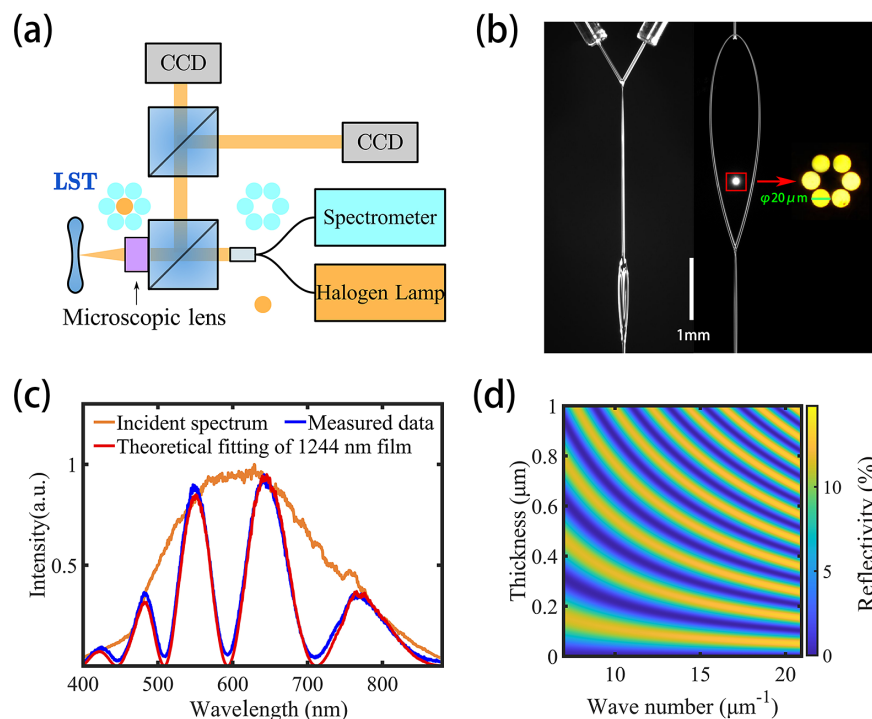 (a)
CCD
CCD
LST
Spectrometer
Halogen Lamp
Microscopic lens
(b)
φ20μm
1mm
(c)
Incident spectrum
Measured data
Theoretical fitting of 1244 nm film
Intensity(a.u.)
1
0.5
400
500
600
700
800
Wavelength (nm)
(d)
Thickness (μm)
1
0.8
0.6
0.4
0.2
0
10
15
20
Wave number (μm⁻¹)
10
5
0
Reflectivity (%)